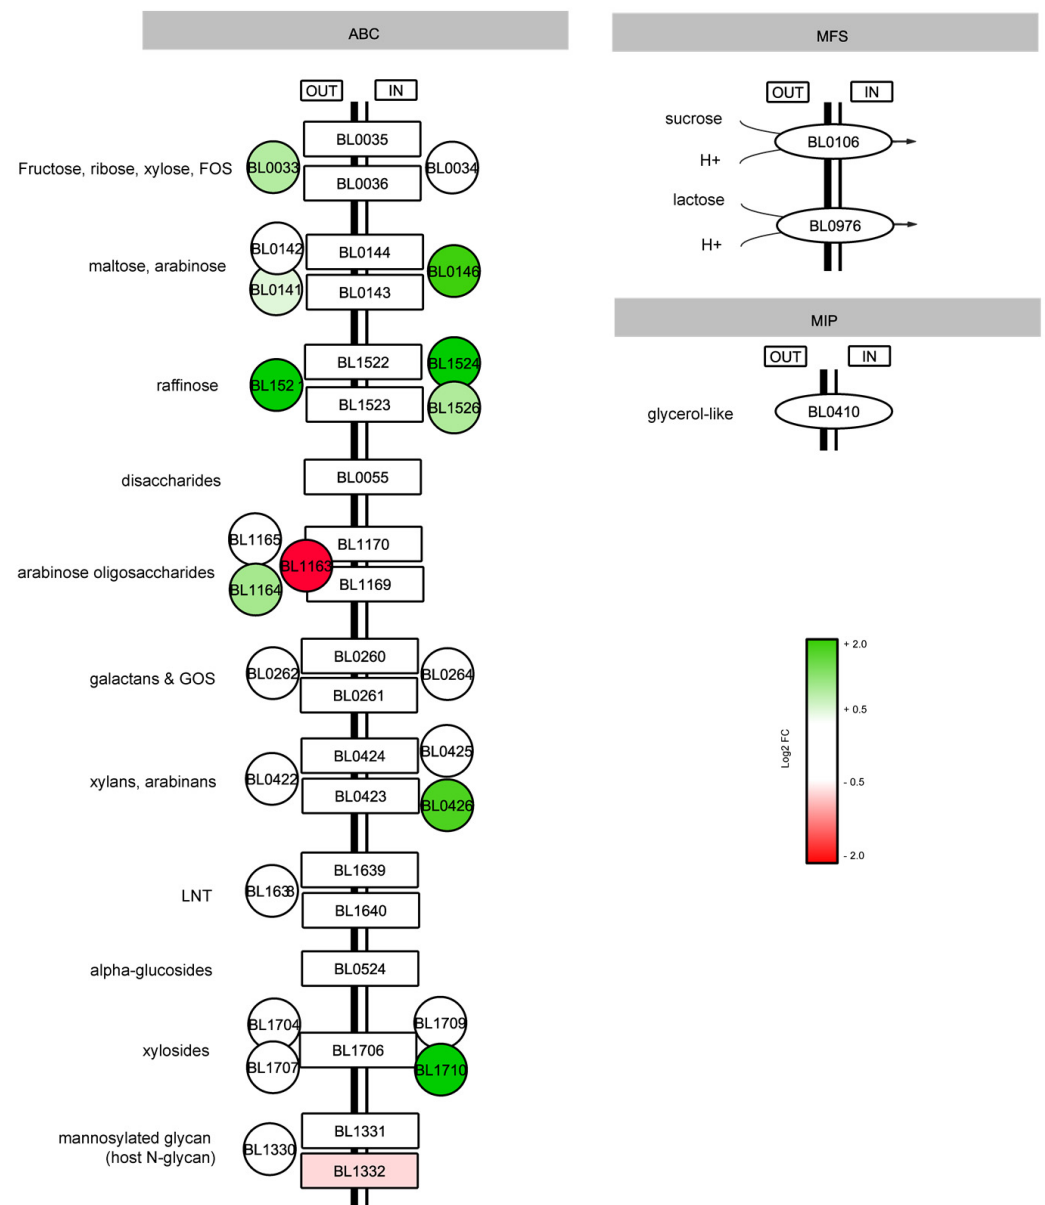 ABC
OUT IN
BL0035
Fructose, ribose, xylose, FOS BL0033 BL0034
BL0036
BL0142 BL0144
maltose, arabinose BL0146
BL0141 BL0143
BL1522 BL1524
raffinose BL1521
BL1523 BL1526
disaccharides BL0055
BL1165 BL1170
arabinose oligosaccharides BL1163
BL1164 BL1169
BL0260
galactans & GOS BL0262 BL0264
BL0261
BL0424 BL0425
xylans, arabinans BL0422
BL0423 BL0426
BL1639
LNT BL1638
BL1640
alpha-glucosides BL0524
BL1704 BL1709
xylosides BL1706
BL1707 BL1710
BL1331
mannosylated glycan
(host N-glycan) BL1330
BL1332
MFS
OUT IN
sucrose
BL0106
H+
lactose
BL0976
H+
MIP
OUT IN
glycerol-like BL0410
+ 2.0
+ 0.5
Log2 FC
- 0.5
- 2.0